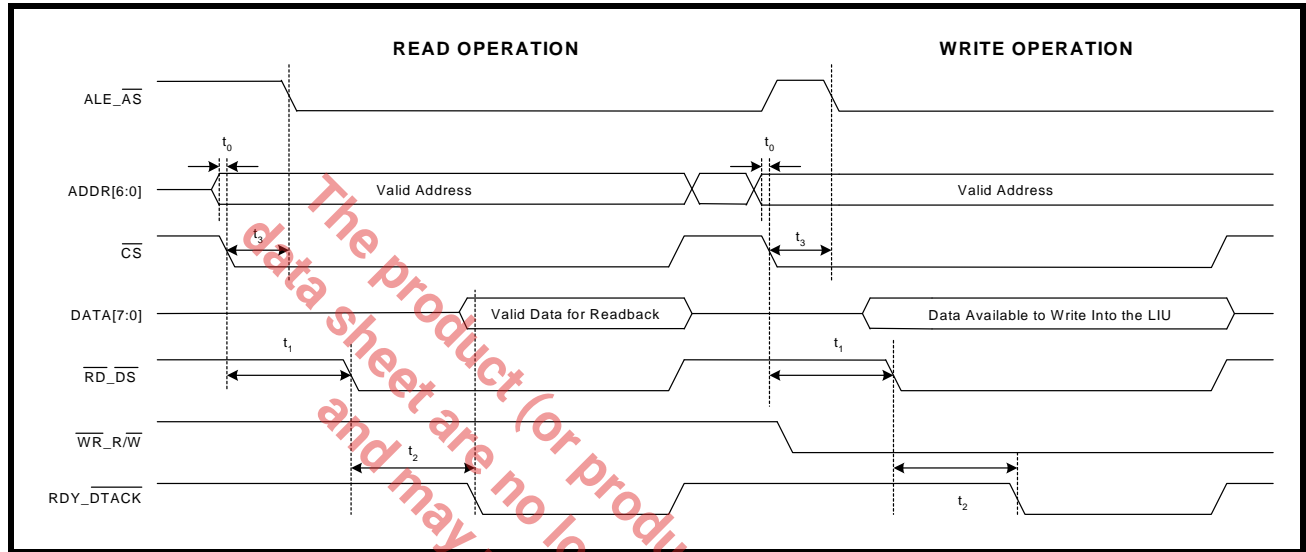 READ OPERATION WRITE OPERATION
ALE_AS
t0 t0
ADDR[6:0] Valid Address Valid Address
CS t3 t3
DATA[7:0] Valid Data for Readback Data Available to Write Into the LIU
t1 t1
RD_DS
WR_R/W
t2 t2
RDY_DTACK
The product (or produ
data sheet are no lo
and may